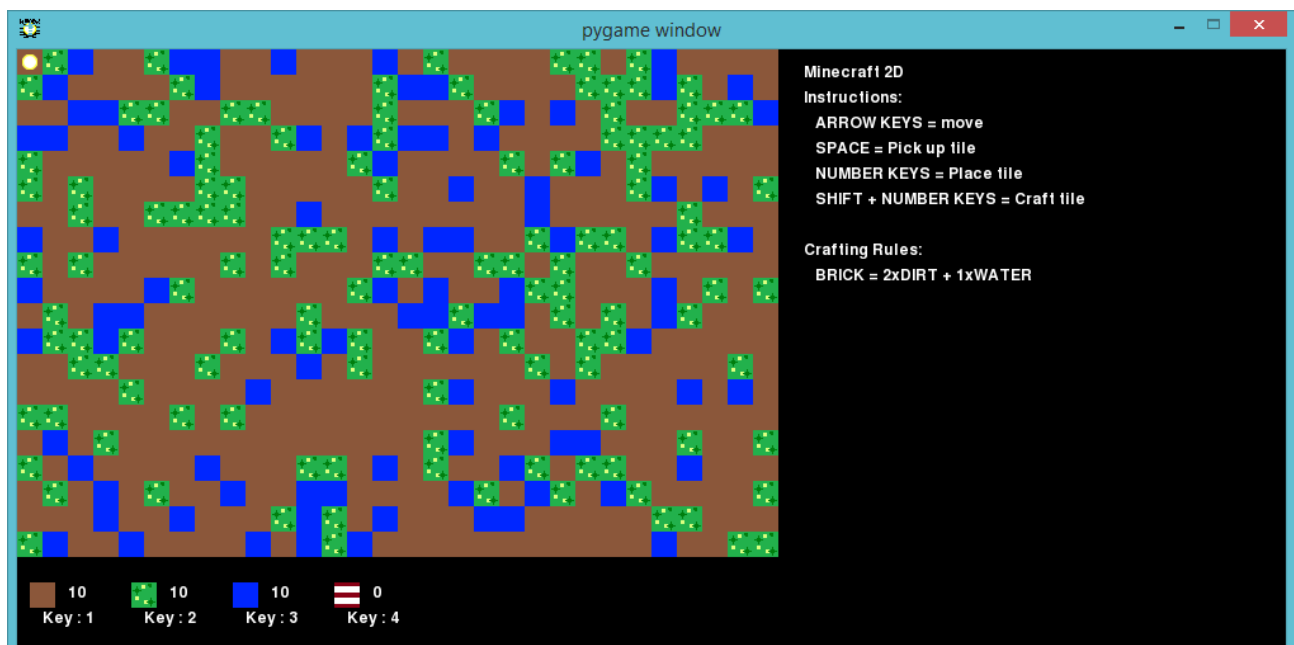 pygame window
Minecraft 2D
Instructions:
ARROW KEYS = move
SPACE = Pick up tile
NUMBER KEYS = Place tile
SHIFT + NUMBER KEYS = Craft tile
Crafting Rules:
BRICK = 2xDIRT + 1xWATER
10 10 10 0
Key : 1 Key : 2 Key : 3 Key : 4